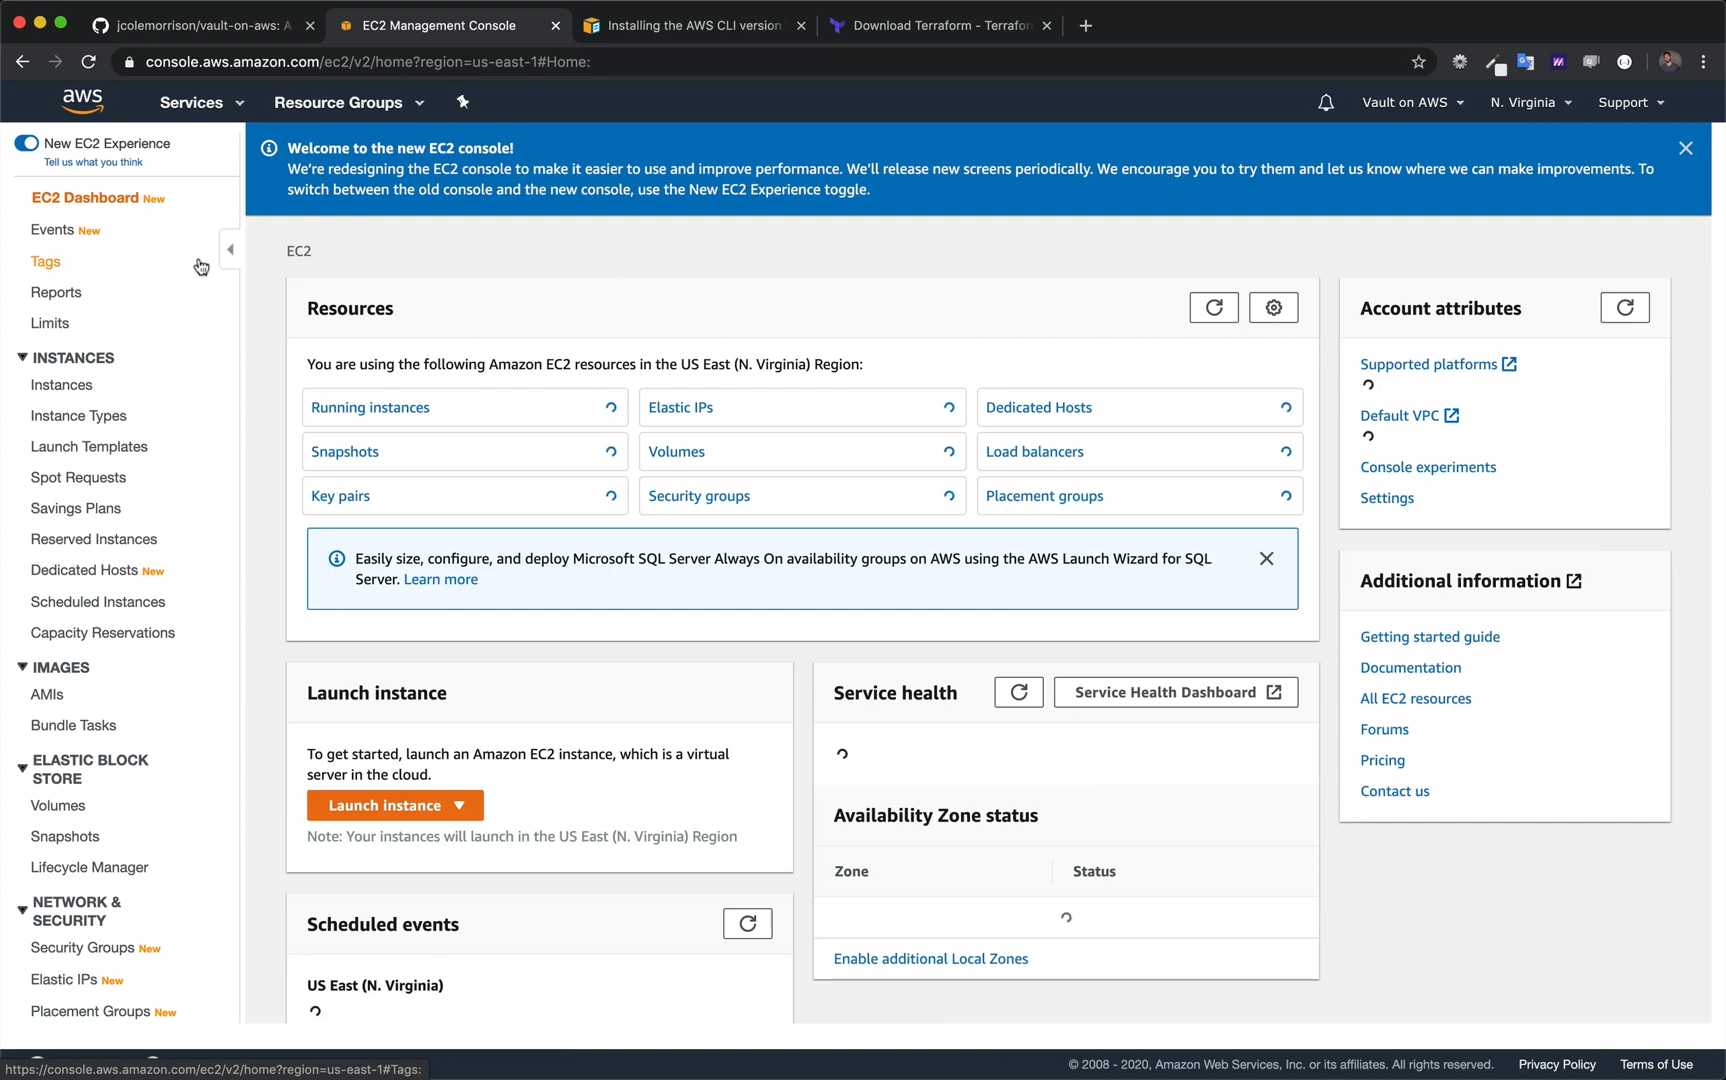 jcolemorrison/vault-on-aws: A
EC2 Management Console
Installing the AWS CLI version
Download Terraform - Terrafor
console.aws.amazon.com/ec2/v2/home?region=us-east-1#Home:
aws
Services
Resource Groups
Vault on AWS
N. Virginia
Support
New EC2 Experience
Tell us what you think
EC2 Dashboard New
Events New
Tags
Reports
Limits
INSTANCES
Instances
Instance Types
Launch Templates
Spot Requests
Savings Plans
Reserved Instances
Dedicated Hosts New
Scheduled Instances
Capacity Reservations
IMAGES
AMIs
Bundle Tasks
ELASTIC BLOCK
STORE
Volumes
Snapshots
Lifecycle Manager
NETWORK &
SECURITY
Security Groups New
Elastic IPs New
Placement Groups New
Welcome to the new EC2 console!
We're redesigning the EC2 console to make it easier to use and improve performance. We'll release new screens periodically. We encourage you to try them and let us know where we can make improvements. To
switch between the old console and the new console, use the New EC2 Experience toggle.
EC2
Resources
You are using the following Amazon EC2 resources in the US East (N. Virginia) Region:
Running instances
Elastic IPs
Dedicated Hosts
Snapshots
Volumes
Load balancers
Key pairs
Security groups
Placement groups
Easily size, configure, and deploy Microsoft SQL Server Always On availability groups on AWS using the AWS Launch Wizard for SQL
Server. Learn more
Launch instance
To get started, launch an Amazon EC2 instance, which is a virtual
server in the cloud.
Launch instance
Note: Your instances will launch in the US East (N. Virginia) Region
Scheduled events
US East (N. Virginia)
Service health
Service Health Dashboard
Availability Zone status
Zone
Status
Enable additional Local Zones
Account attributes
Supported platforms
Default VPC
Console experiments
Settings
Additional information
Getting started guide
Documentation
All EC2 resources
Forums
Pricing
Contact us
https://console.aws.amazon.com/ec2/v2/home?region=us-east-1#Tags:
© 2008 - 2020, Amazon Web Services, Inc. or its affiliates. All rights reserved.
Privacy Policy
Terms of Use